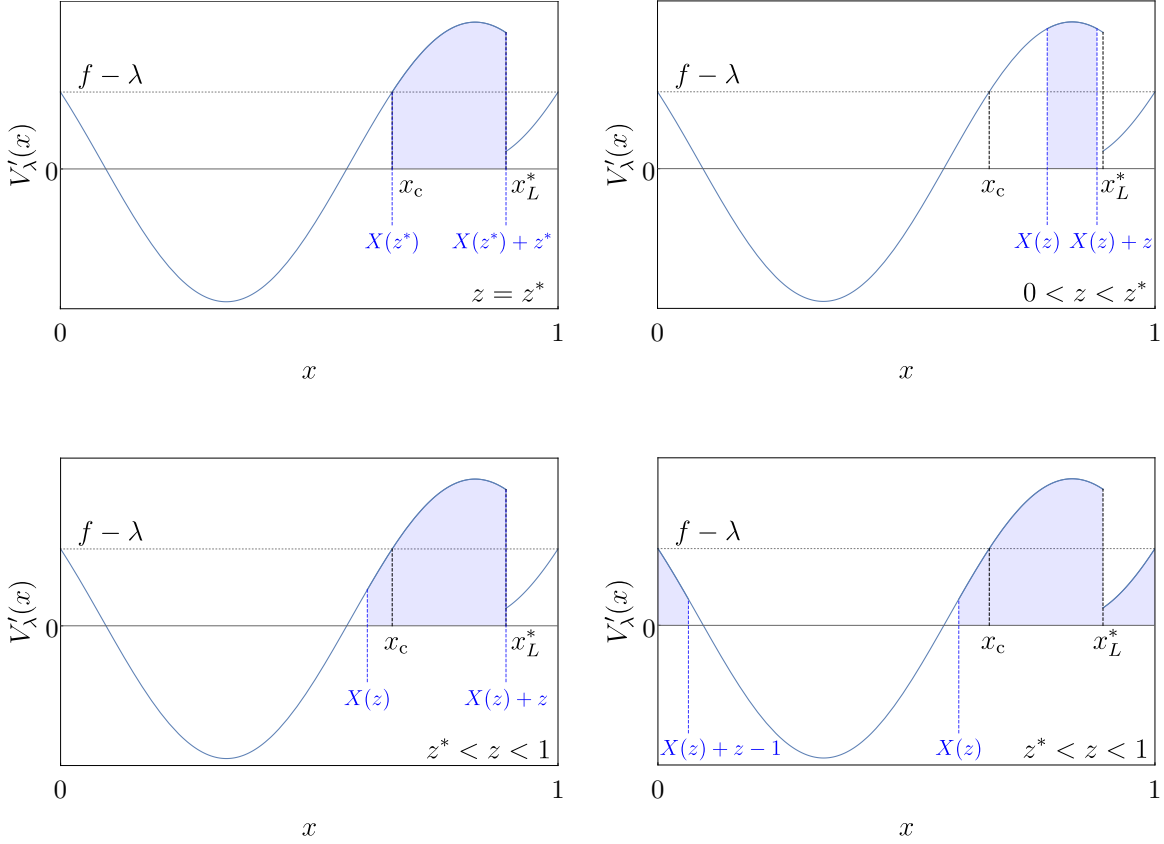 f − λ
V′λ(x)
0
xc
x*L
X(z*)
X(z*) + z*
z = z*
0
1
x
f − λ
V′λ(x)
0
xc
x*L
X(z)
X(z) + z
0 < z < z*
0
1
x
f − λ
V′λ(x)
0
xc
x*L
X(z)
X(z) + z
z* < z < 1
0
1
x
f − λ
V′λ(x)
0
xc
x*L
X(z) + z − 1
X(z)
z* < z < 1
0
1
x